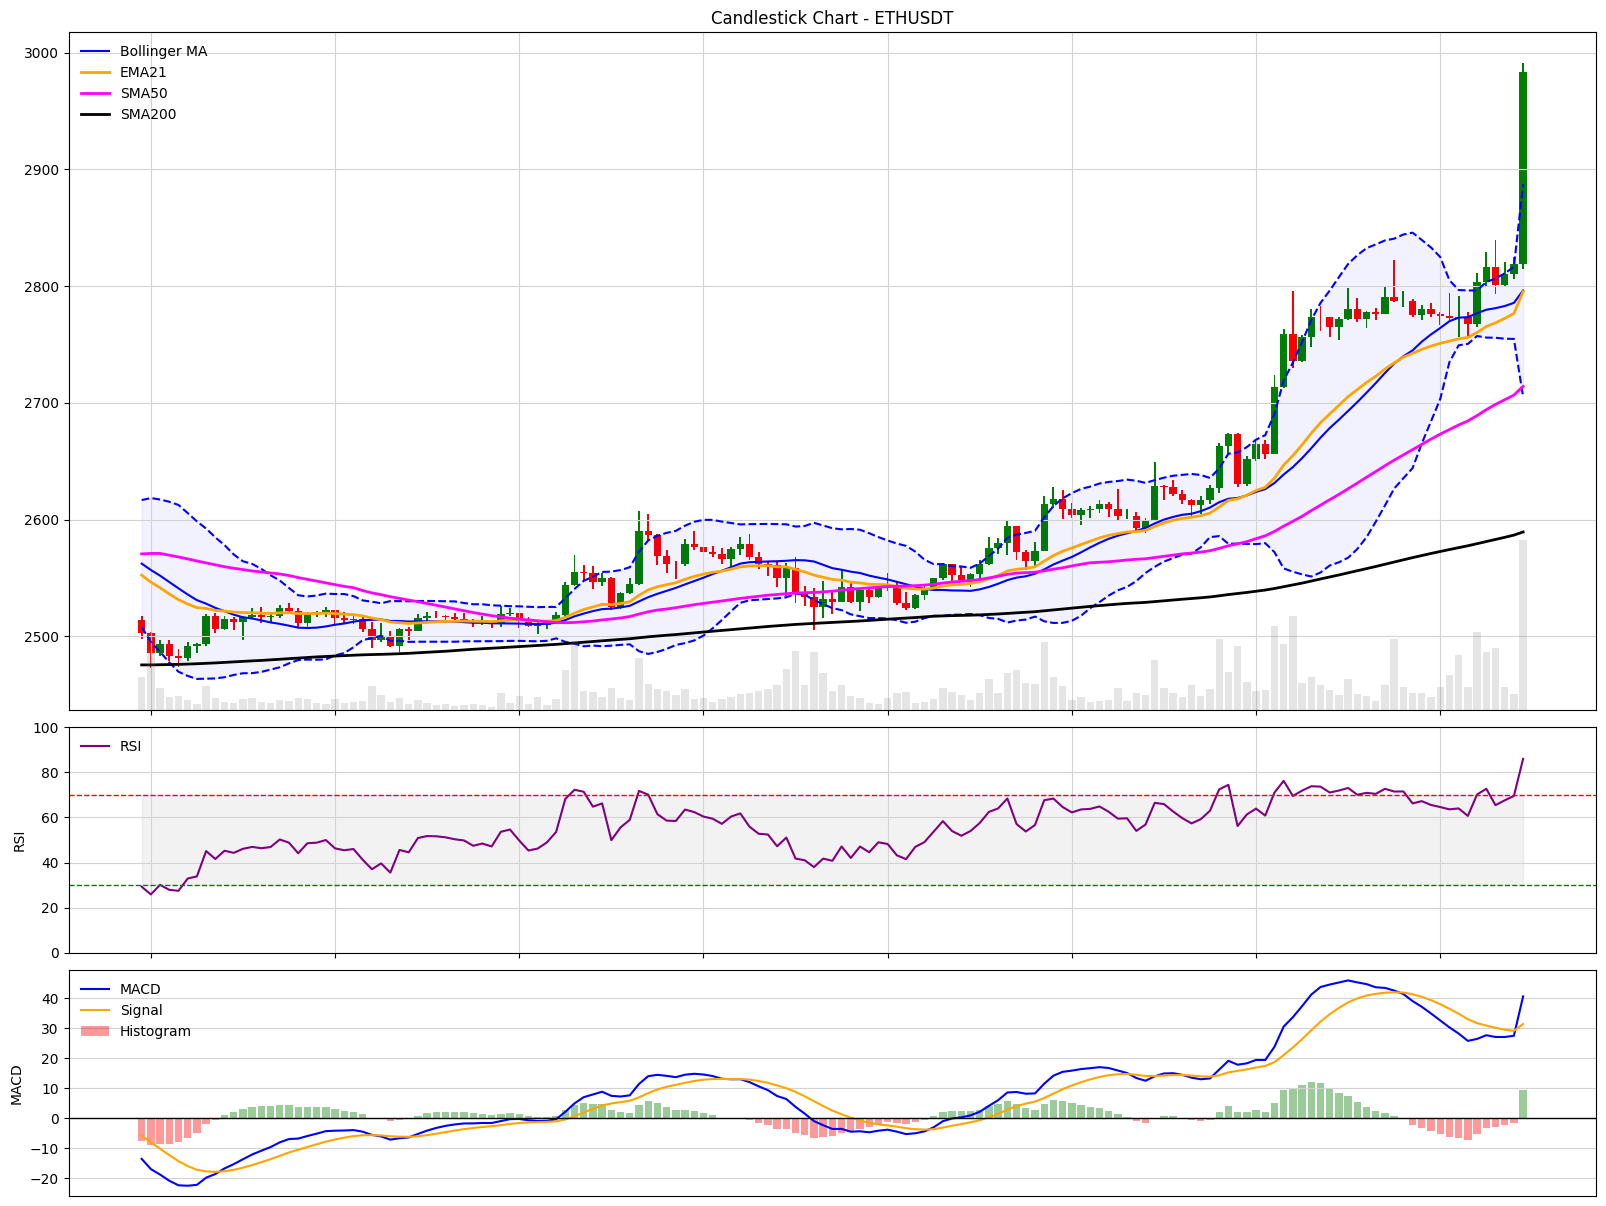 Candlestick Chart - ETHUSDT
Bollinger MA
EMA21
SMA50
SMA200
3000
2900
2800
2700
2600
2500
RSI
RSI
100
80
60
40
20
0
MACD
Signal
Histogram
MACD
40
30
20
10
0
−10
−20